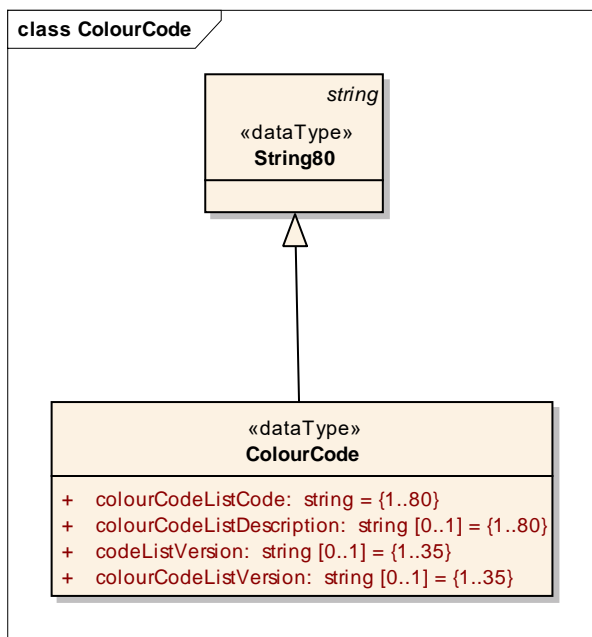 class ColourCode
string
«dataType»
String80
«dataType»
ColourCode
+ colourCodeListCode: string = {1..80}
+ colourCodeListDescription: string [0..1] = {1..80}
+ codeListVersion: string [0..1] = {1..35}
+ colourCodeListVersion: string [0..1] = {1..35}